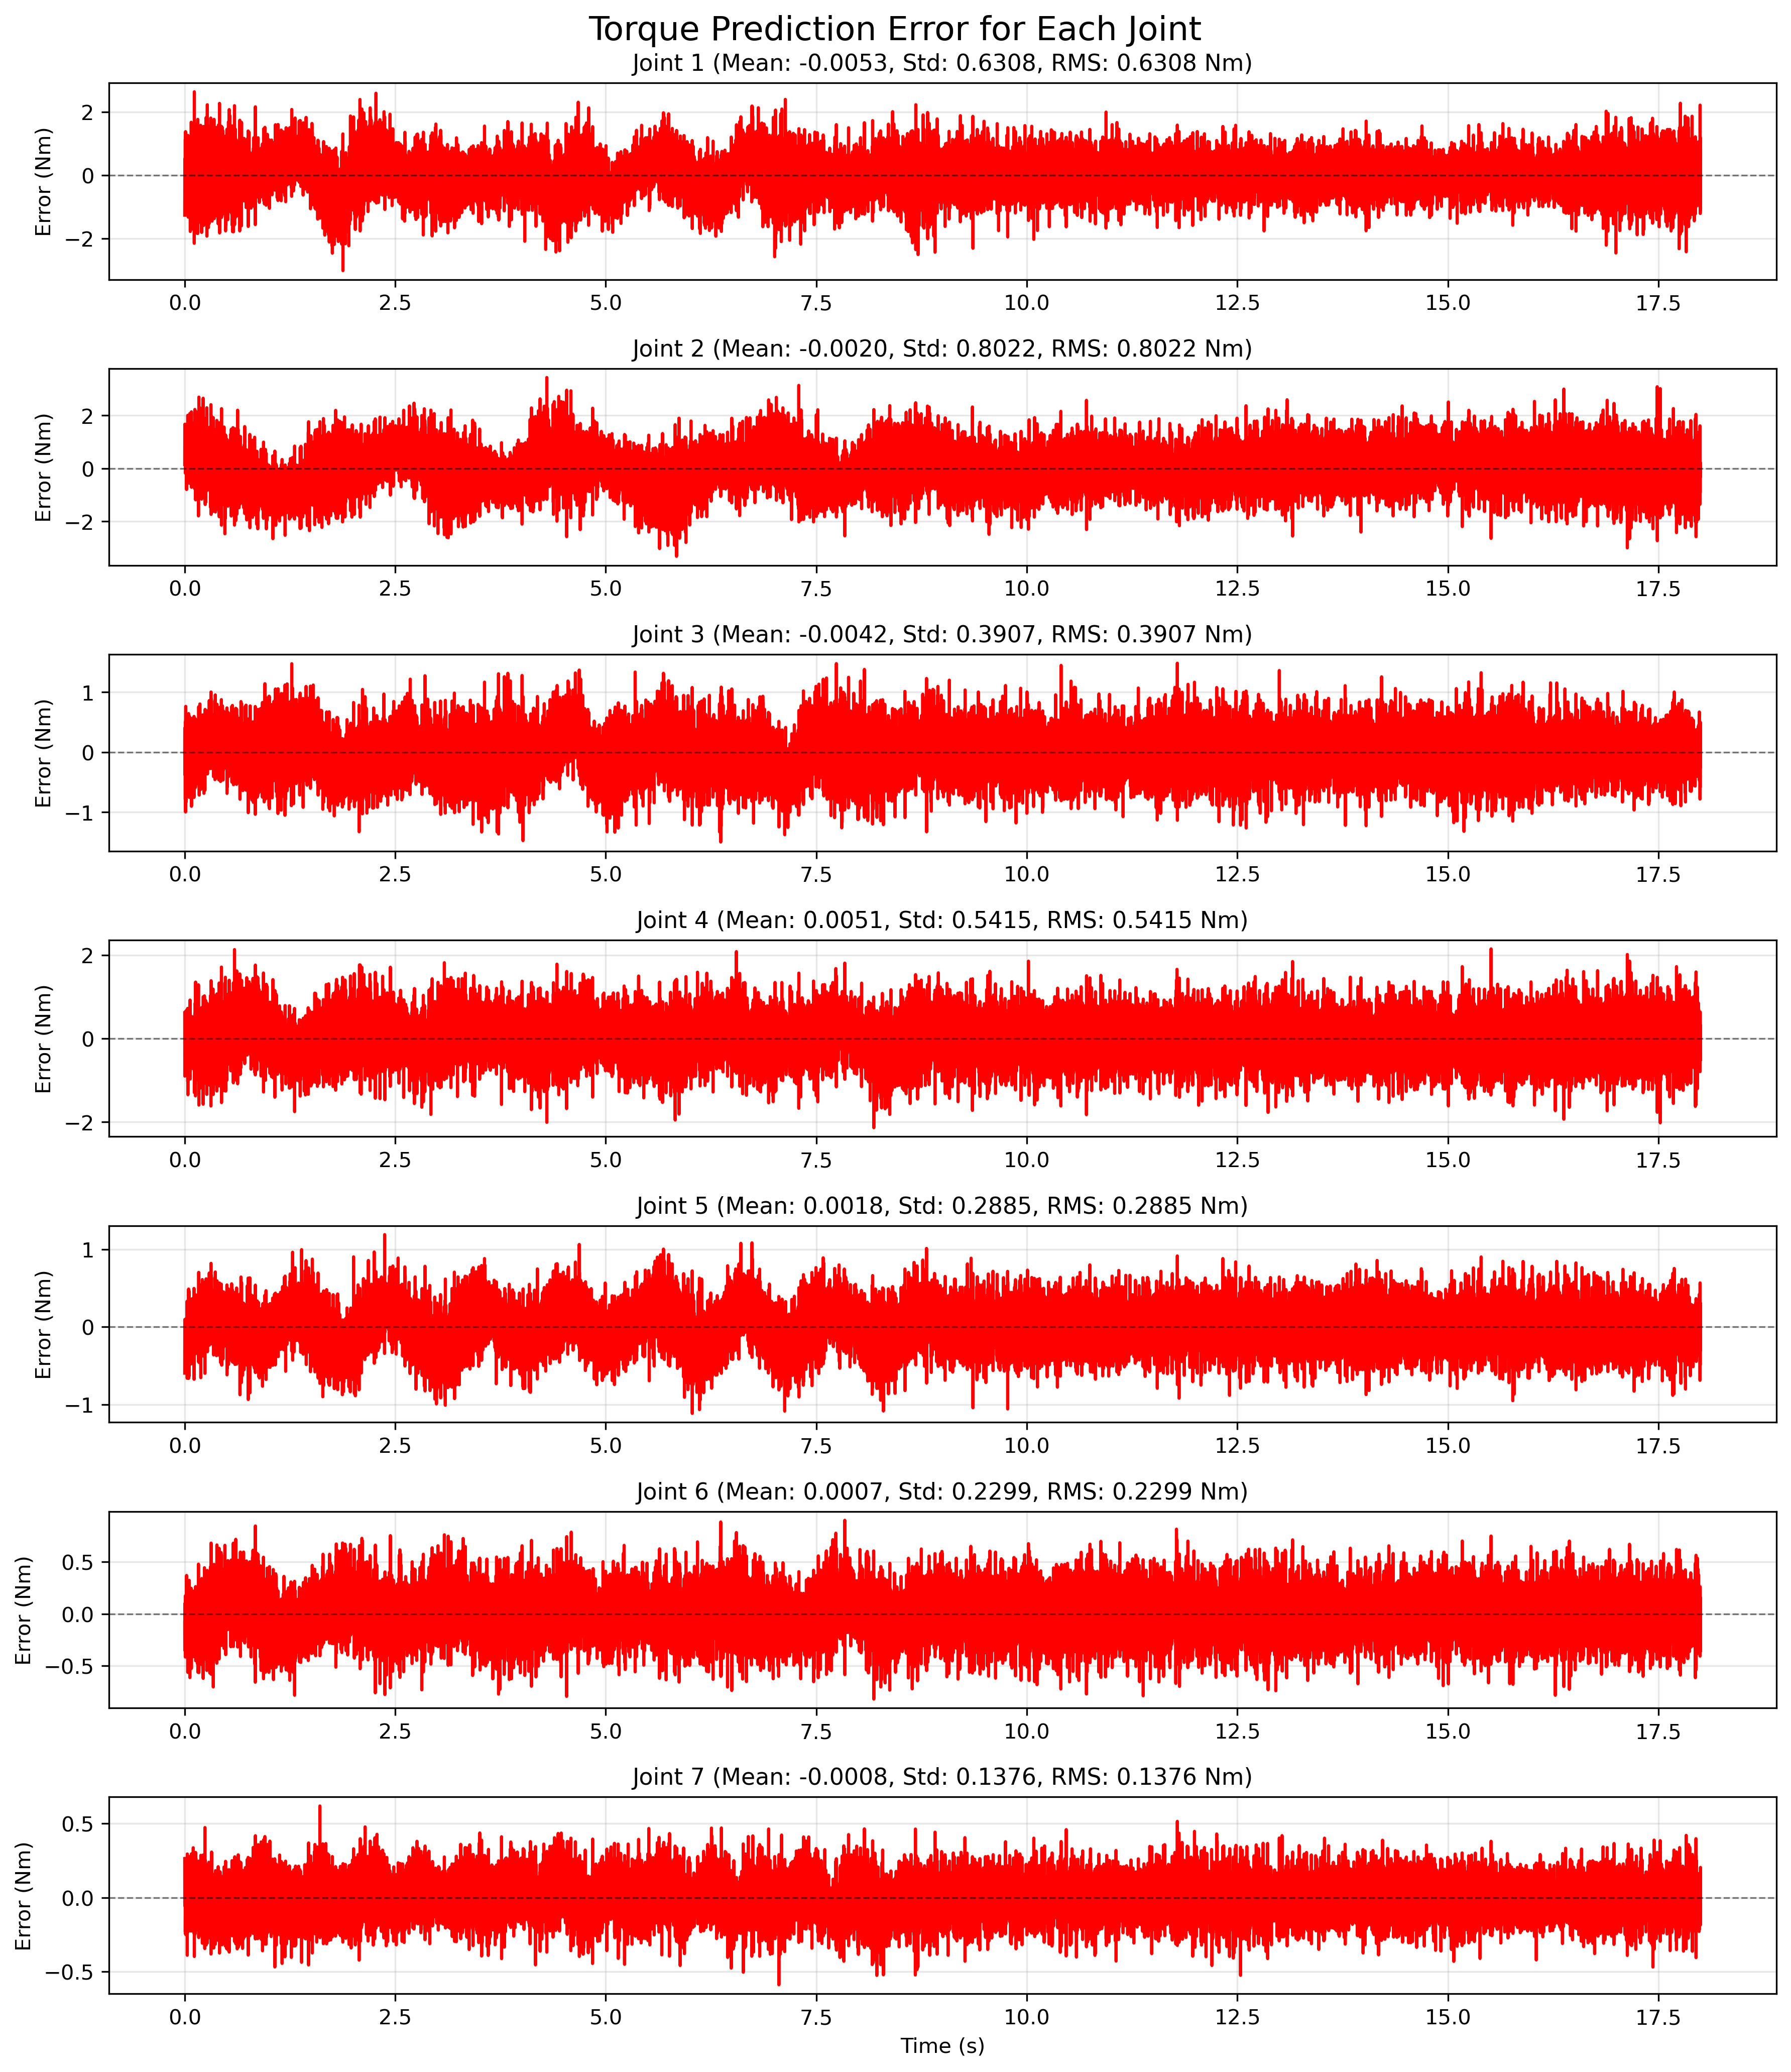 Torque Prediction Error for Each Joint
Joint 1 (Mean: -0.0053, Std: 0.6308, RMS: 0.6308 Nm)
Error (Nm)
2
0
−2
0.0 2.5 5.0 7.5 10.0 12.5 15.0 17.5
Joint 2 (Mean: -0.0020, Std: 0.8022, RMS: 0.8022 Nm)
Error (Nm)
2
0
−2
0.0 2.5 5.0 7.5 10.0 12.5 15.0 17.5
Joint 3 (Mean: -0.0042, Std: 0.3907, RMS: 0.3907 Nm)
Error (Nm)
1
0
−1
0.0 2.5 5.0 7.5 10.0 12.5 15.0 17.5
Joint 4 (Mean: 0.0051, Std: 0.5415, RMS: 0.5415 Nm)
Error (Nm)
2
0
−2
0.0 2.5 5.0 7.5 10.0 12.5 15.0 17.5
Joint 5 (Mean: 0.0018, Std: 0.2885, RMS: 0.2885 Nm)
Error (Nm)
1
0
−1
0.0 2.5 5.0 7.5 10.0 12.5 15.0 17.5
Joint 6 (Mean: 0.0007, Std: 0.2299, RMS: 0.2299 Nm)
Error (Nm)
0.5
0.0
−0.5
0.0 2.5 5.0 7.5 10.0 12.5 15.0 17.5
Joint 7 (Mean: -0.0008, Std: 0.1376, RMS: 0.1376 Nm)
Error (Nm)
0.5
0.0
−0.5
0.0 2.5 5.0 7.5 10.0 12.5 15.0 17.5
Time (s)